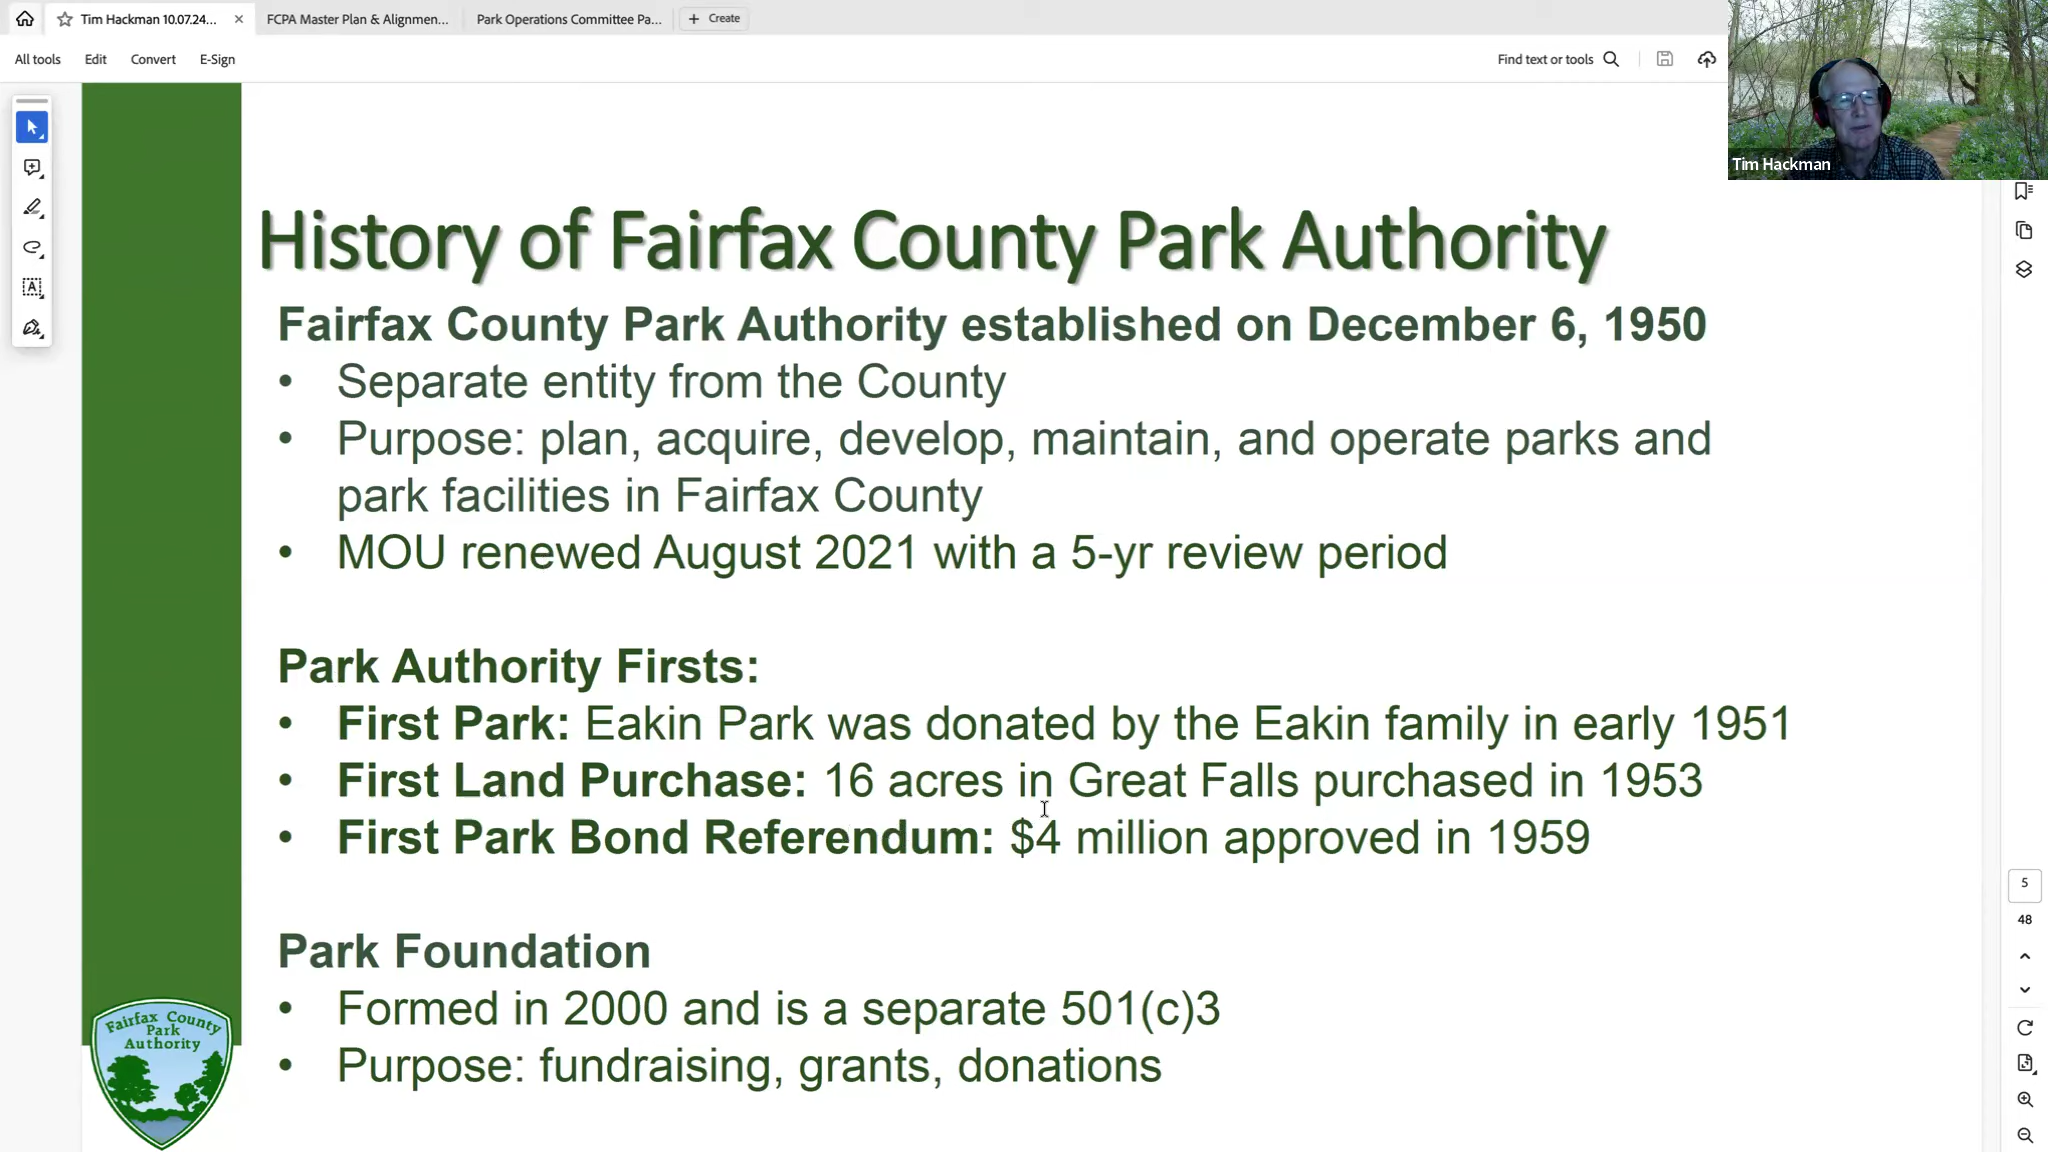 Tim Hackman 10.07.24...
FCPA Master Plan & Alignmen...
Park Operations Committee Pa...
Create
All tools
Edit
Convert
E-Sign
Find text or tools
Tim Hackman
History of Fairfax County Park Authority
Fairfax County Park Authority established on December 6, 1950
• Separate entity from the County
• Purpose: plan, acquire, develop, maintain, and operate parks and
park facilities in Fairfax County
• MOU renewed August 2021 with a 5-yr review period
Park Authority Firsts:
• First Park: Eakin Park was donated by the Eakin family in early 1951
• First Land Purchase: 16 acres in Great Falls purchased in 1953
• First Park Bond Referendum: $4 million approved in 1959
Park Foundation
• Formed in 2000 and is a separate 501(c)3
• Purpose: fundraising, grants, donations
Fairfax County
Park
Authority
5
48